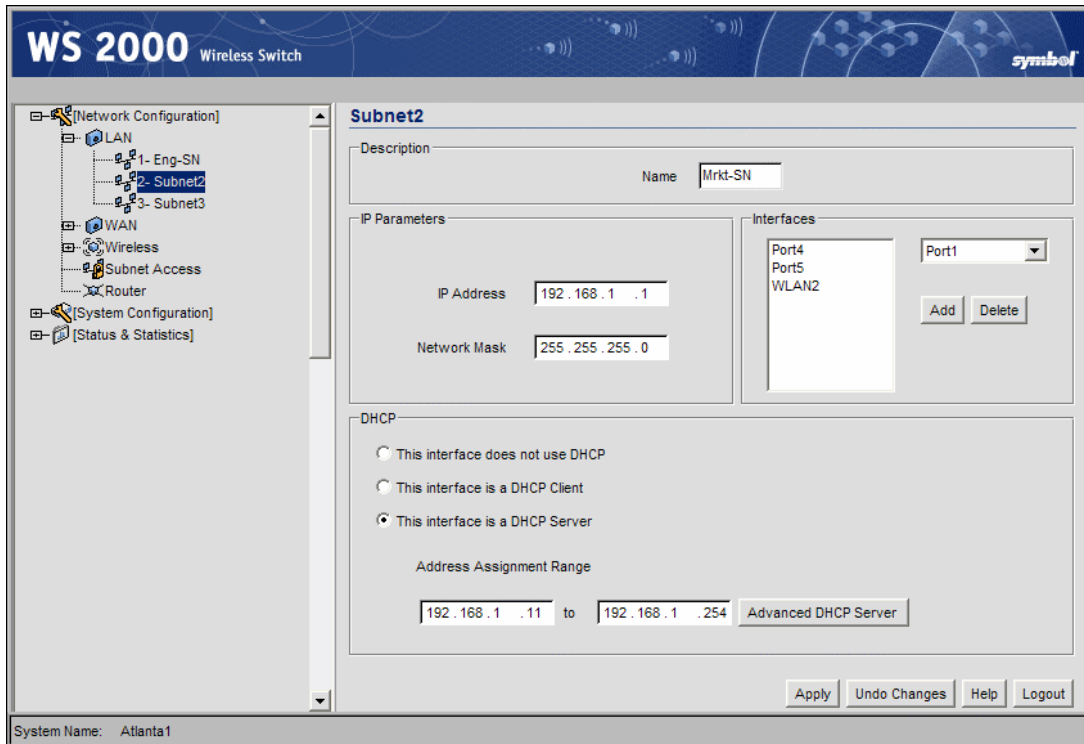 WS 2000 Wireless Switch
symbol
[Network Configuration]
LAN
1- Eng-SN
2- Subnet2
3- Subnet3
WAN
Wireless
Subnet Access
Router
[System Configuration]
[Status & Statistics]
Subnet2
Description
Name Mrkt-SN
IP Parameters
IP Address 192 . 168 . 1 . 1
Network Mask 255 . 255 . 255 . 0
Interfaces
Port4
Port5
WLAN2
Port1
Add Delete
DHCP
This interface does not use DHCP
This interface is a DHCP Client
This interface is a DHCP Server
Address Assignment Range
192 . 168 . 1 . 11 to 192 . 168 . 1 . 254 Advanced DHCP Server
Apply Undo Changes Help Logout
System Name: Atlanta1